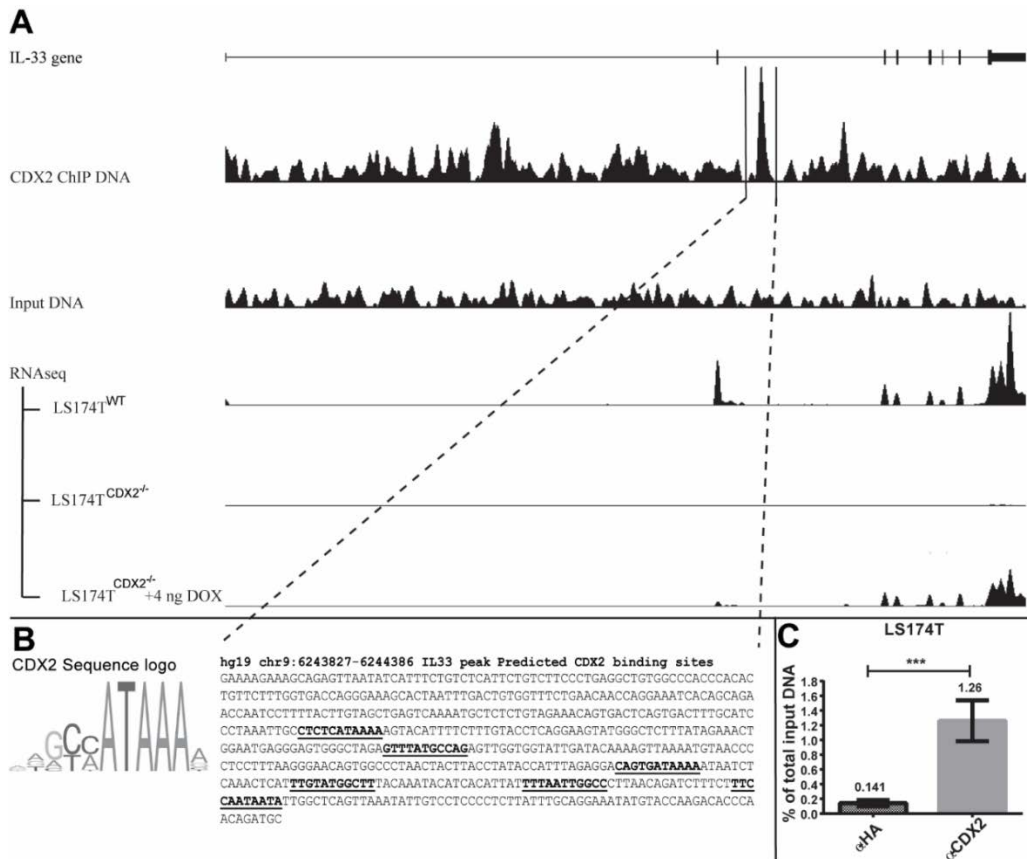 A
IL-33 gene
CDX2 ChIP DNA
Input DNA
RNAseq
LS174T^WT
LS174T^CDX2-/-
LS174T^CDX2-/- +4 ng DOX
B
CDX2 Sequence logo
ATAAA
hg19 chr9:6243827-6244386 IL33 peak Predicted CDX2 binding sites
GAAAAGAAAGCAGAGTTAATATCATTTCTGTCTCATTCTGTCTTCCCTGAGGCTGTGGCCCACCCACAC
TGTTCTTTGGTGACCAGGGAAAGCACTAATTTGACTGTGGTTTCTGAACAACCAGGAAATCACAGCAGA
ACCAATCCTTTTACTTGTAGCTGAGTCAAAATGCTCTCTGTAGAAACAGTGACTCAGTGACTTTGCATC
CCTAAATTGCCTCTCATAAAAAGTACATTTTCTTTGTACCTCAGGAAGTATGGGCTCTTTATAGAAACT
GGAATGAGGGAGTGGGCTAGAGTTTATGCCAGAGTTGGTGGTATTGATACAAAAGTTAAAATGTAACCC
CTCCTTTAAGGGAACAGTGGCCCTAACTACTTACCTATACCATTTAGAGGACAGTGATAAAAATAATCT
CAAACTCATTTGTATGGCTTTACAAATACATCACATTATTTTAATTGGCCCTTAACAGATCTTTCTTTC
CAATAATATTGGCTCAGTTAAATATTGTCCTCCCCTCTTATTTGCAGGAAATATGTACCAAGACACCCA
ACAGATGC
C
LS174T
***
% of total input DNA
1.8
1.6
1.4
1.2
1.0
0.8
0.6
0.4
0.2
0.0
0.141
1.26
αHA
αCDX2